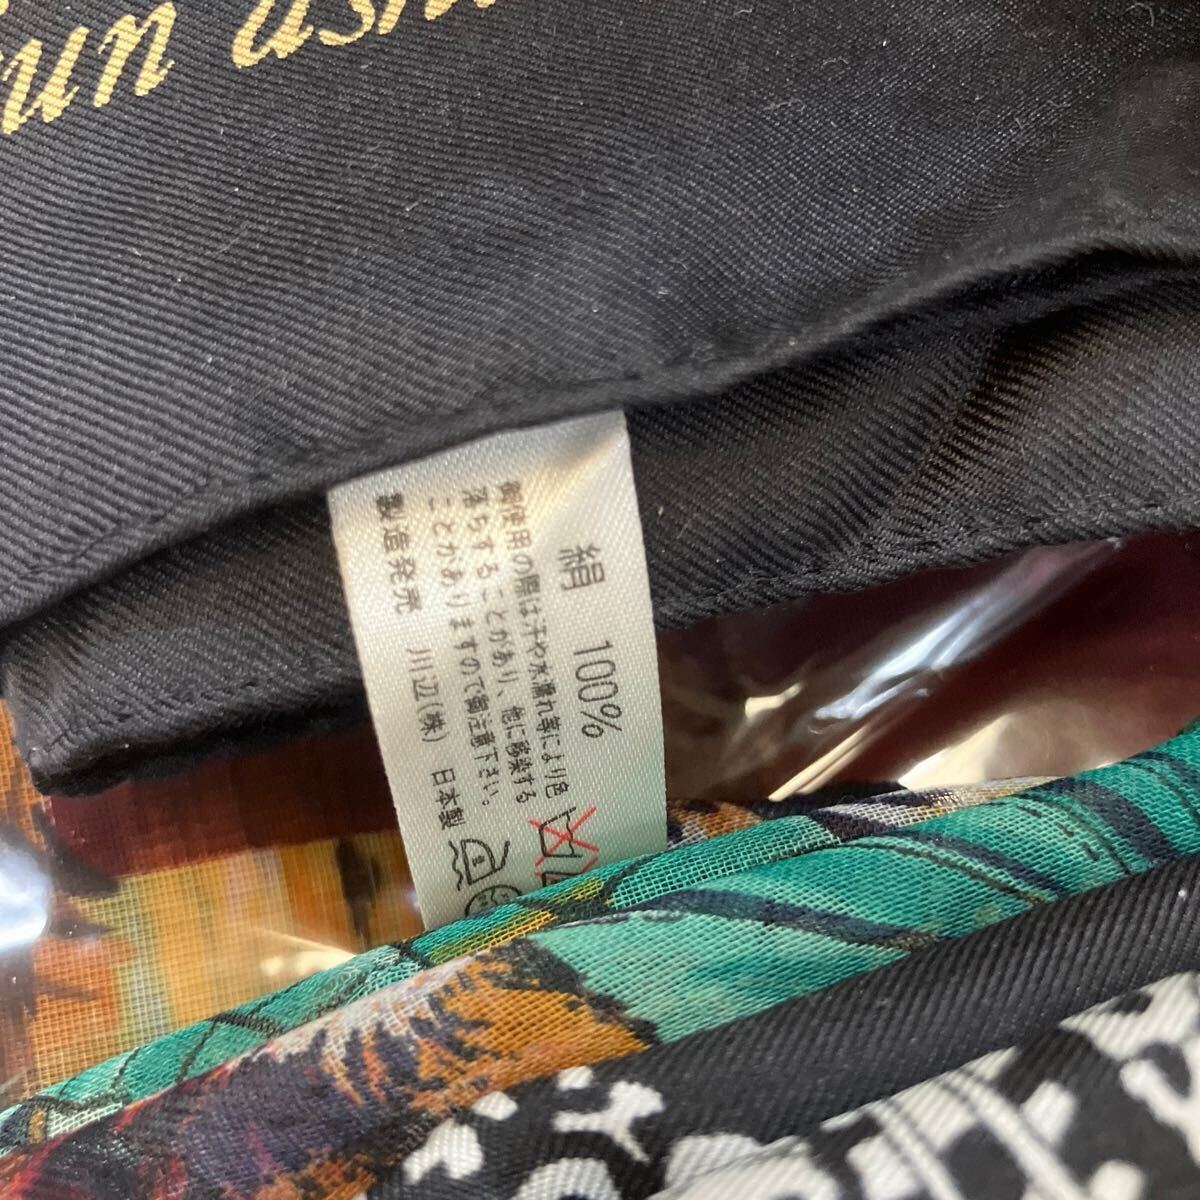 un ash
絹 100%
御使用の際は汗や水濡れ等により色
落ちすることがあり、他に移染する
ことがありますので御注意下さい。
製造発売 川辺(株) 日本製